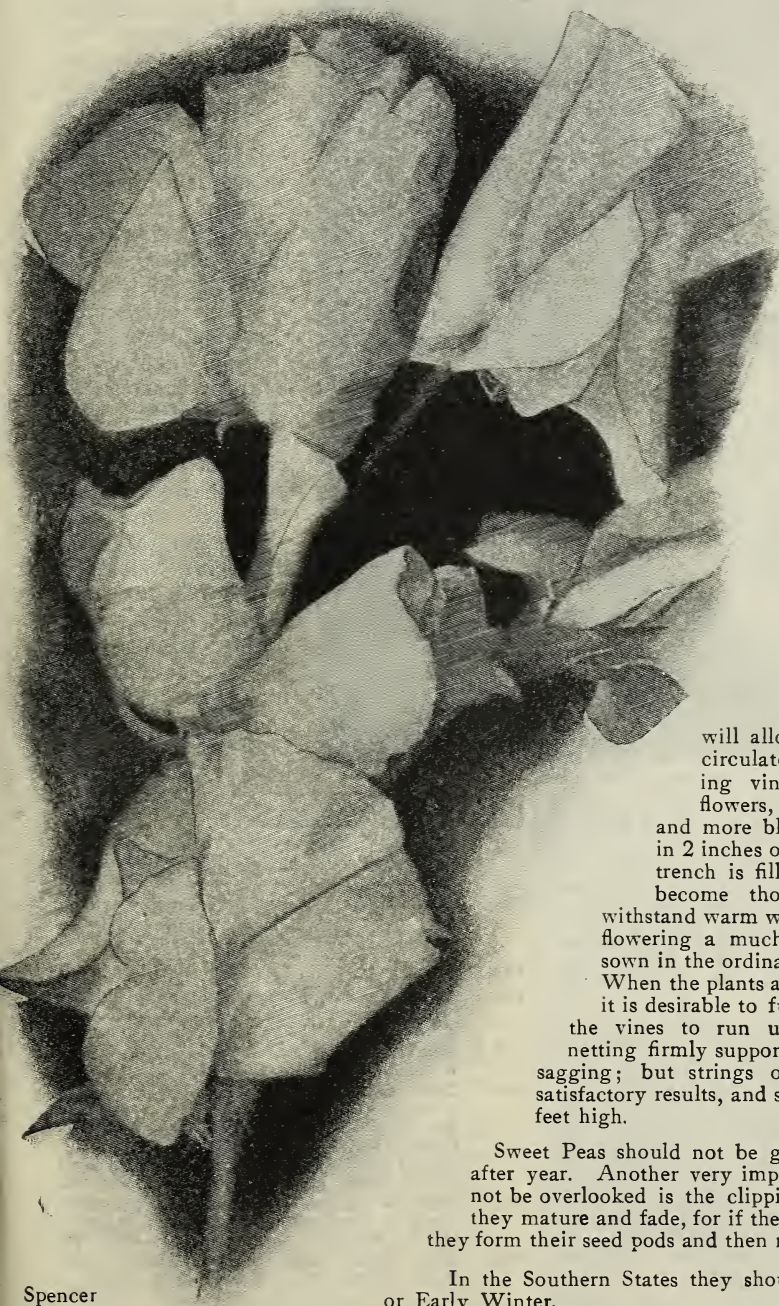 will allo
circulate
ing vin
flowers,
and more bl
in 2 inches o
trench is fill
become tho
withstand warm w
flowering a much
sown in the ordina
When the plants a
it is desirable to f
the vines to run u
netting firmly suppor
sagging; but strings o
satisfactory results, and s
feet high.
Sweet Peas should not be g
after year. Another very imp
not be overlooked is the clippi
they mature and fade, for if the
they form their seed pods and then r
In the Southern States they sho
or Early Winter.
Spencer